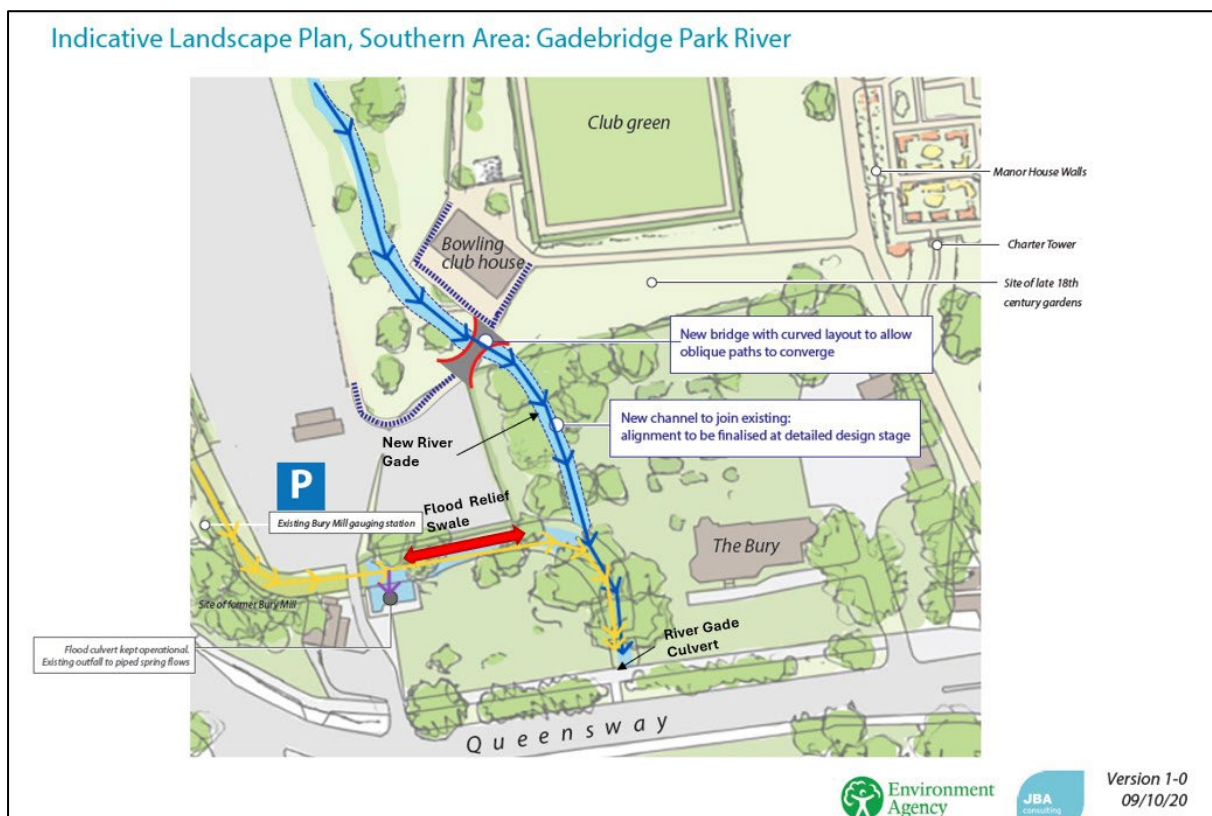 Indicative Landscape Plan, Southern Area: Gadebridge Park River
Club green
Manor House Walls
Bowling
club house
Charter Tower
Site of late 18th
century gardens
New bridge with curved layout to allow
oblique paths to converge
New channel to join existing:
alignment to be finalised at detailed design stage
New River
Gade
P
Flood Relief
Swale
Existing Bury Mill gauging station
The Bury
Site of former Bury Mill
River Gade
Culvert
Flood culvert kept operational.
Existing outfall to piped spring flows
Queensway
Environment
Agency
JBA
consulting
Version 1-0
09/10/20